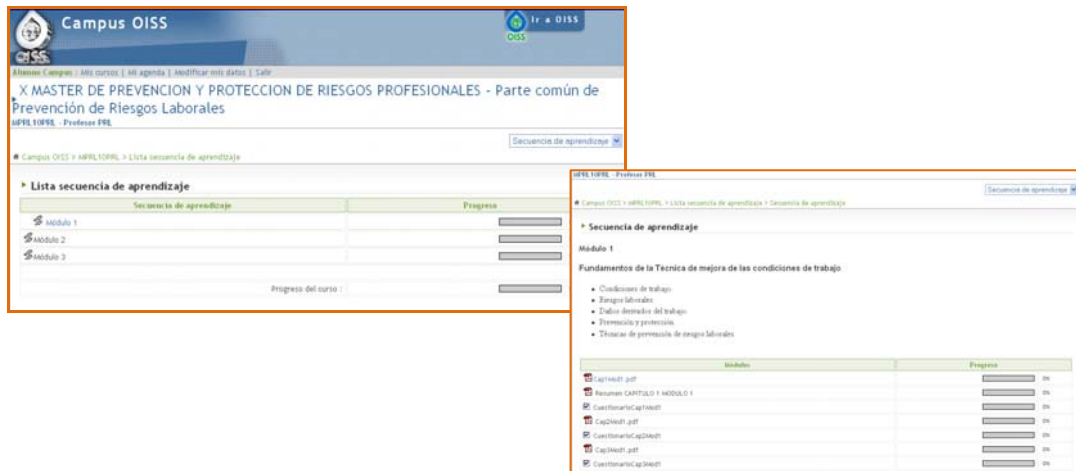 Campus OISS
Ir a OISS
OISS
OISS
Alumno Campus : Mis cursos | Mi agenda | Modificar mis datos | Salir
X MASTER DE PREVENCION Y PROTECCION DE RIESGOS PROFESIONALES - Parte común de
Prevención de Riesgos Laborales
MPRL10PRL - Profesor PRL
Secuencia de aprendizaje
Campus OISS > MPRL10PRL > Lista secuencia de aprendizaje
Lista secuencia de aprendizaje
Secuencia de aprendizaje Progreso
Módulo 1
Módulo 2
Módulo 3
Progreso del curso :
MPRL10PRL - Profesor PRL
Secuencia de aprendizaje
Campus OISS > MPRL10PRL > Lista secuencia de aprendizaje > Secuencia de aprendizaje
Secuencia de aprendizaje
Módulo 1
Fundamentos de la Técnica de mejora de las condiciones de trabajo
Condiciones de trabajo
Riesgos laborales
Daños derivados del trabajo
Prevención y protección
Técnicas de prevención de riesgos laborales
Módulos Progreso
Cap1Mod1.pdf 0%
Resumen CAPITULO 1 MODULO 1 0%
CuestionarioCap1Mod1 0%
Cap2Mod1.pdf 0%
CuestionarioCap2Mod1 0%
Cap3Mod1.pdf 0%
CuestionarioCap3Mod1 0%